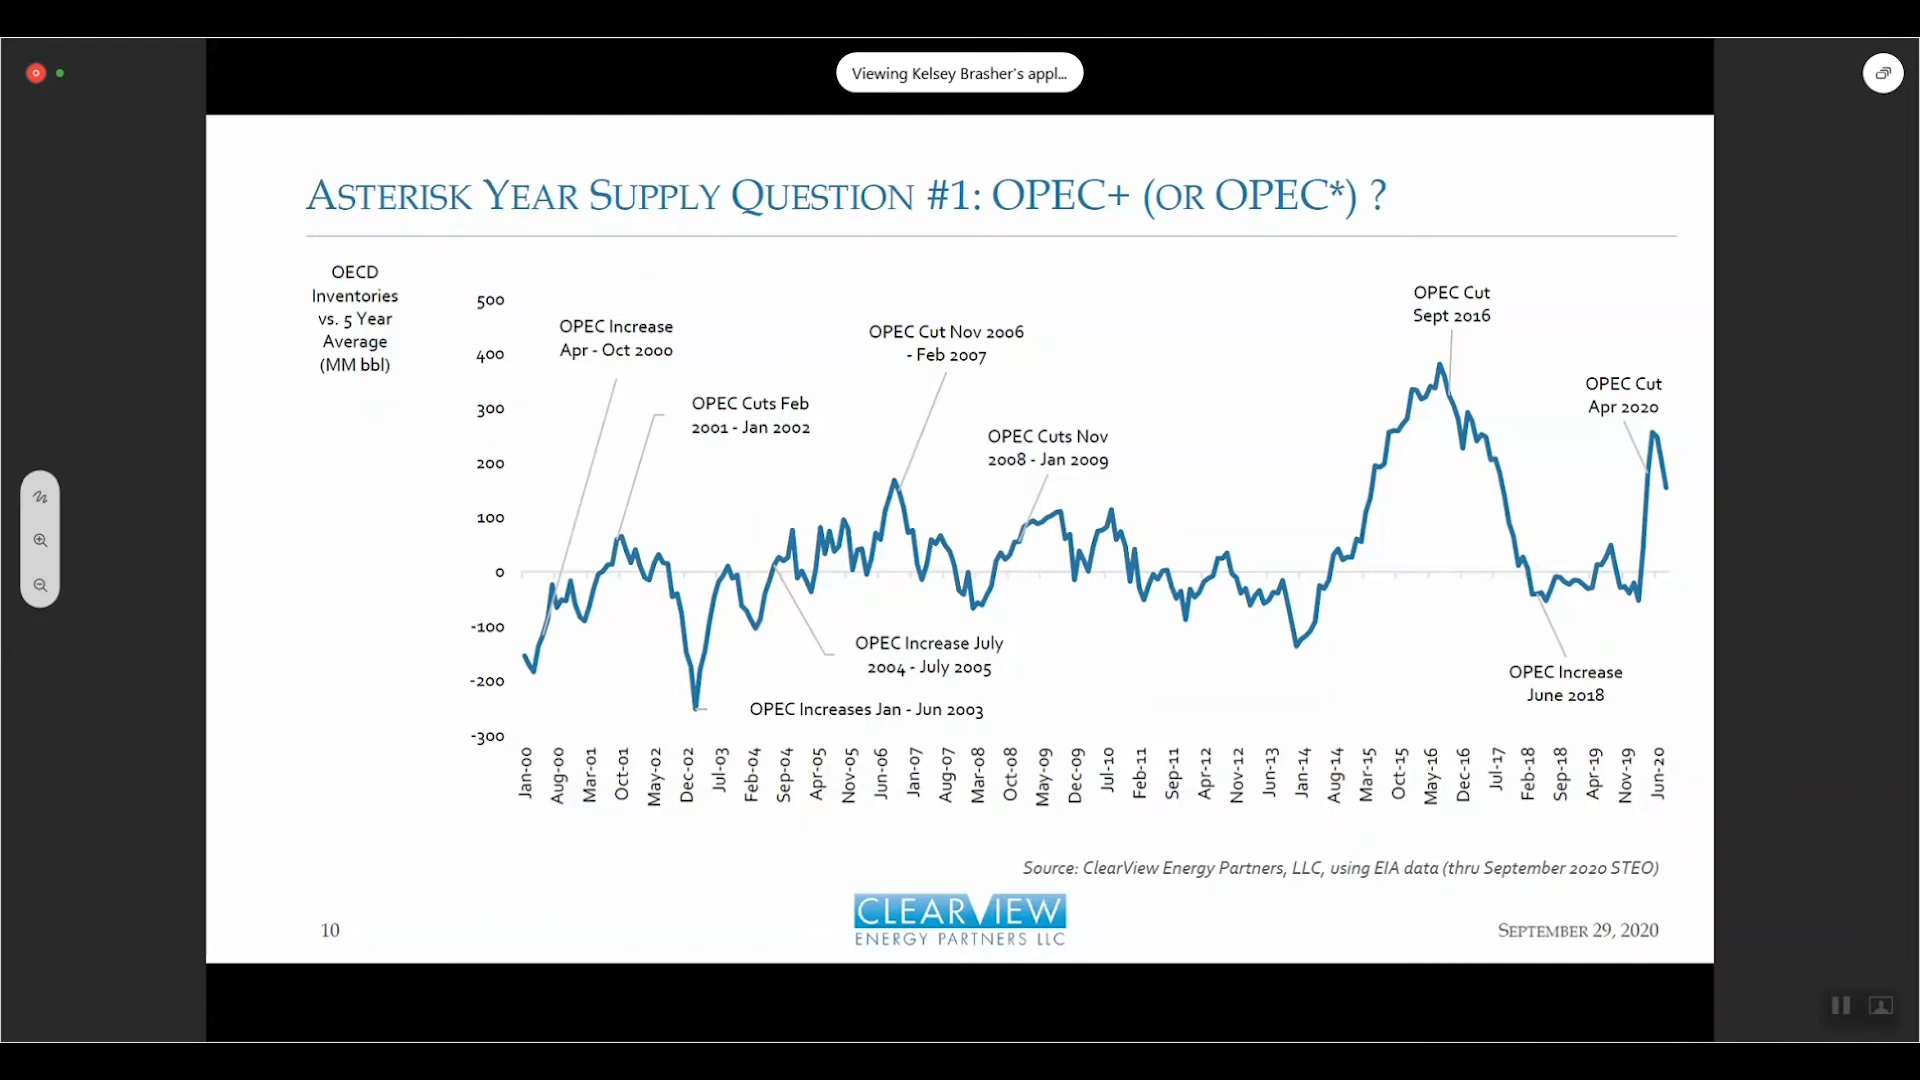 Viewing Kelsey Brasher's appl...
ASTERISK YEAR SUPPLY QUESTION #1: OPEC+ (OR OPEC*) ?
OECD
Inventories
vs. 5 Year
Average
(MM bbl)
500
400
300
200
100
0
-100
-200
-300
OPEC Increase
Apr - Oct 2000
OPEC Cuts Feb
2001 - Jan 2002
OPEC Cut Nov 2006
- Feb 2007
OPEC Cuts Nov
2008 - Jan 2009
OPEC Cut
Sept 2016
OPEC Cut
Apr 2020
OPEC Increase July
2004 - July 2005
OPEC Increases Jan - Jun 2003
OPEC Increase
June 2018
Jan-00
Aug-00
Mar-01
Oct-01
May-02
Dec-02
Jul-03
Feb-04
Sep-04
Apr-05
Nov-05
Jun-06
Jan-07
Aug-07
Mar-08
Oct-08
May-09
Dec-09
Jul-10
Feb-11
Sep-11
Apr-12
Nov-12
Jun-13
Jan-14
Aug-14
Mar-15
Oct-15
May-16
Dec-16
Jul-17
Feb-18
Sep-18
Apr-19
Nov-19
Jun-20
Source: ClearView Energy Partners, LLC, using EIA data (thru September 2020 STEO)
10
CLEARVIEW
ENERGY PARTNERS LLC
SEPTEMBER 29, 2020